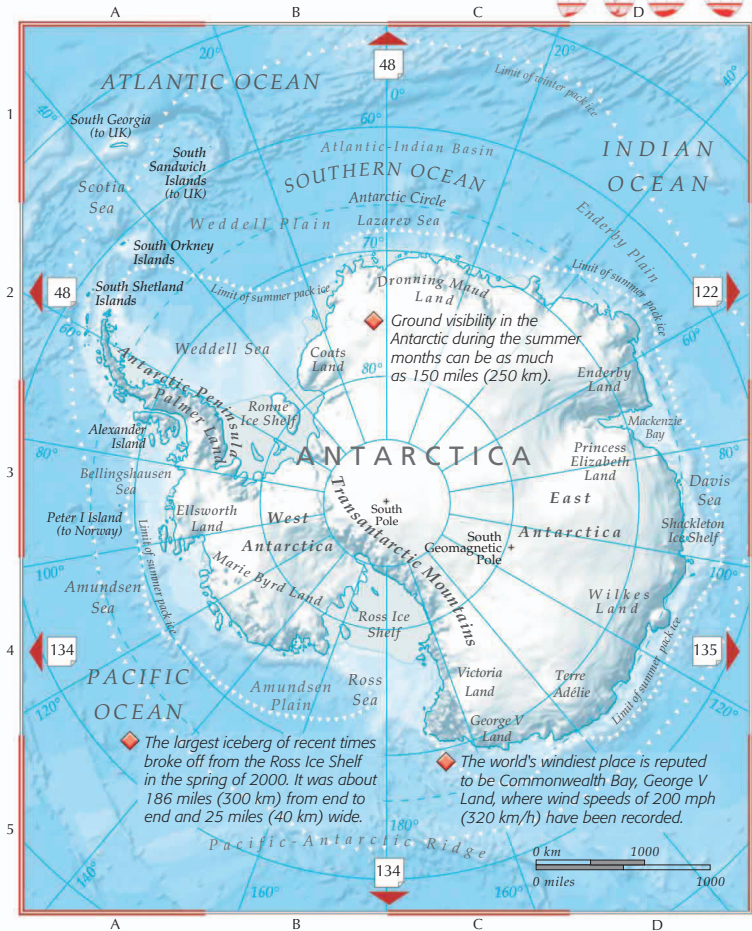 A
B
C
D
20°
48
20°
ATLANTIC OCEAN
Limit of winter pack ice
40°
0°
40°
1
1
South Georgia
(to UK)
60°
Atlantic-Indian Basin
INDIAN
OCEAN
South
Sandwich
Islands
(to UK)
SOUTHERN OCEAN
Scotia
Sea
Antarctic Circle
Weddell Plain
Lazarev Sea
Enderby Plain
South Orkney
Islands
70°
Limit of summer pack ice
2
48
South Shetland
Islands
Limit of summer pack ice
Dronning Maud
Land
122
Ground visibility in the
Antarctic during the summer
months can be as much
as 150 miles (250 km).
60°
60°
Weddell Sea
Coats
Land
80°
Enderby
Land
Antarctic Peninsula
Palmer Land
Ronne
Ice Shelf
Alexander
Island
Mackenzie
Bay
80°
ANTARCTICA
Princess
Elizabeth
Land
80°
3
Bellingshausen
Sea
Davis
Sea
Transantarctic Mountains
East
Antarctica
Peter I Island
(to Norway)
Ellsworth
Land
West
Antarctica
South
Pole
Shackleton
Ice Shelf
South
Geomagnetic
Pole
Limit of summer pack ice
Marie Byrd Land
100°
100°
Amundsen
Sea
Wilkes
Land
Ross Ice
Shelf
4
134
135
Limit of summer pack ice
PACIFIC
OCEAN
Amundsen
Plain
Ross
Sea
Victoria
Land
Terre
Adélie
120°
120°
George V
Land
The largest iceberg of recent times
broke off from the Ross Ice Shelf
in the spring of 2000. It was about
186 miles (300 km) from end to
end and 25 miles (40 km) wide.
The world's windiest place is reputed
to be Commonwealth Bay, George V
Land, where wind speeds of 200 mph
(320 km/h) have been recorded.
5
180°
Pacific-Antarctic Ridge
0 km 1000
0 miles 1000
134
140°
160°
160°
A
B
C
D